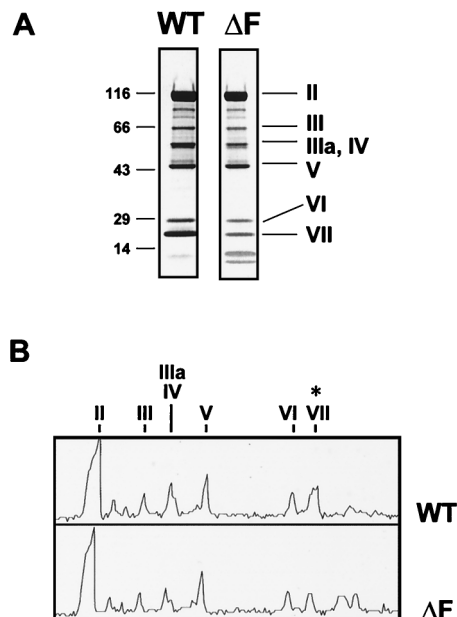 A
WT ΔF
116
II
66
III
IIIa, IV
43
V
VI
29
VII
14
B
IIIa
IV
*
II III V VI VII
WT
ΔF